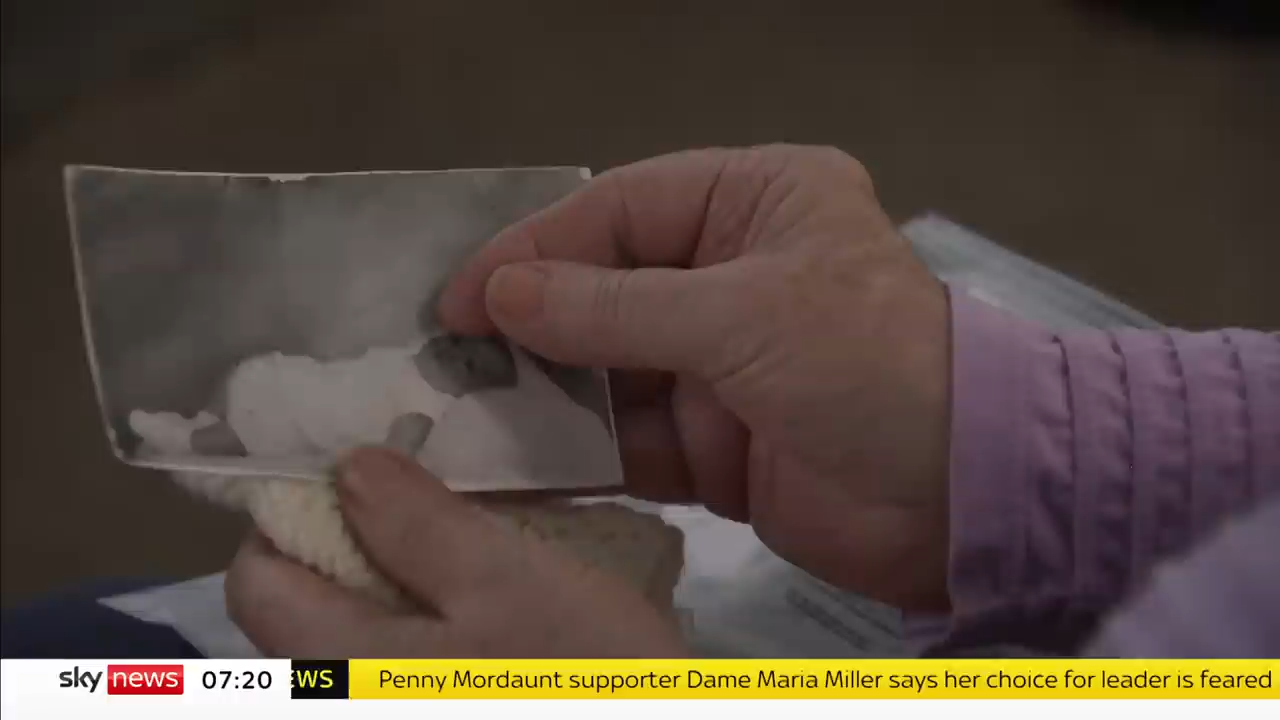 sky news 07:20 EWS Penny Mordaunt supporter Dame Maria Miller says her choice for leader is feared